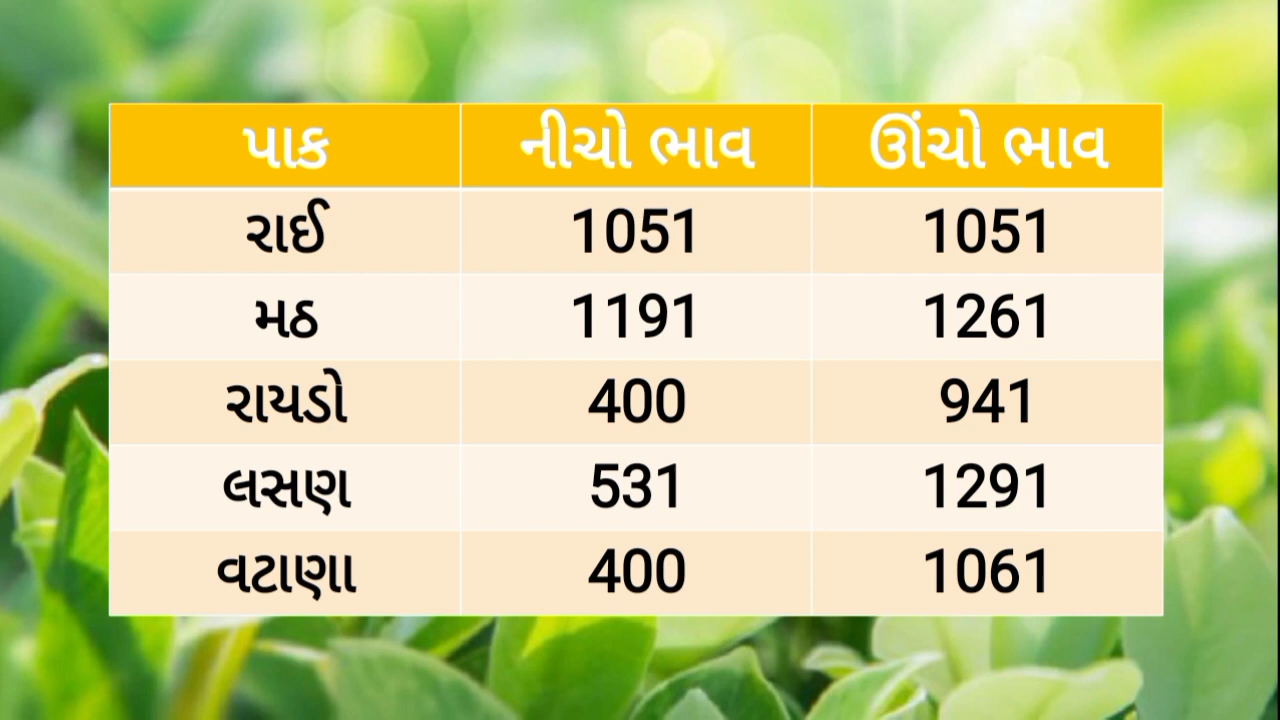 પાક નીચો ભાવ ઊંચો ભાવ
રાઈ 1051 1051
મઠ 1191 1261
રાયડો 400 941
લસણ 531 1291
વટાણા 400 1061